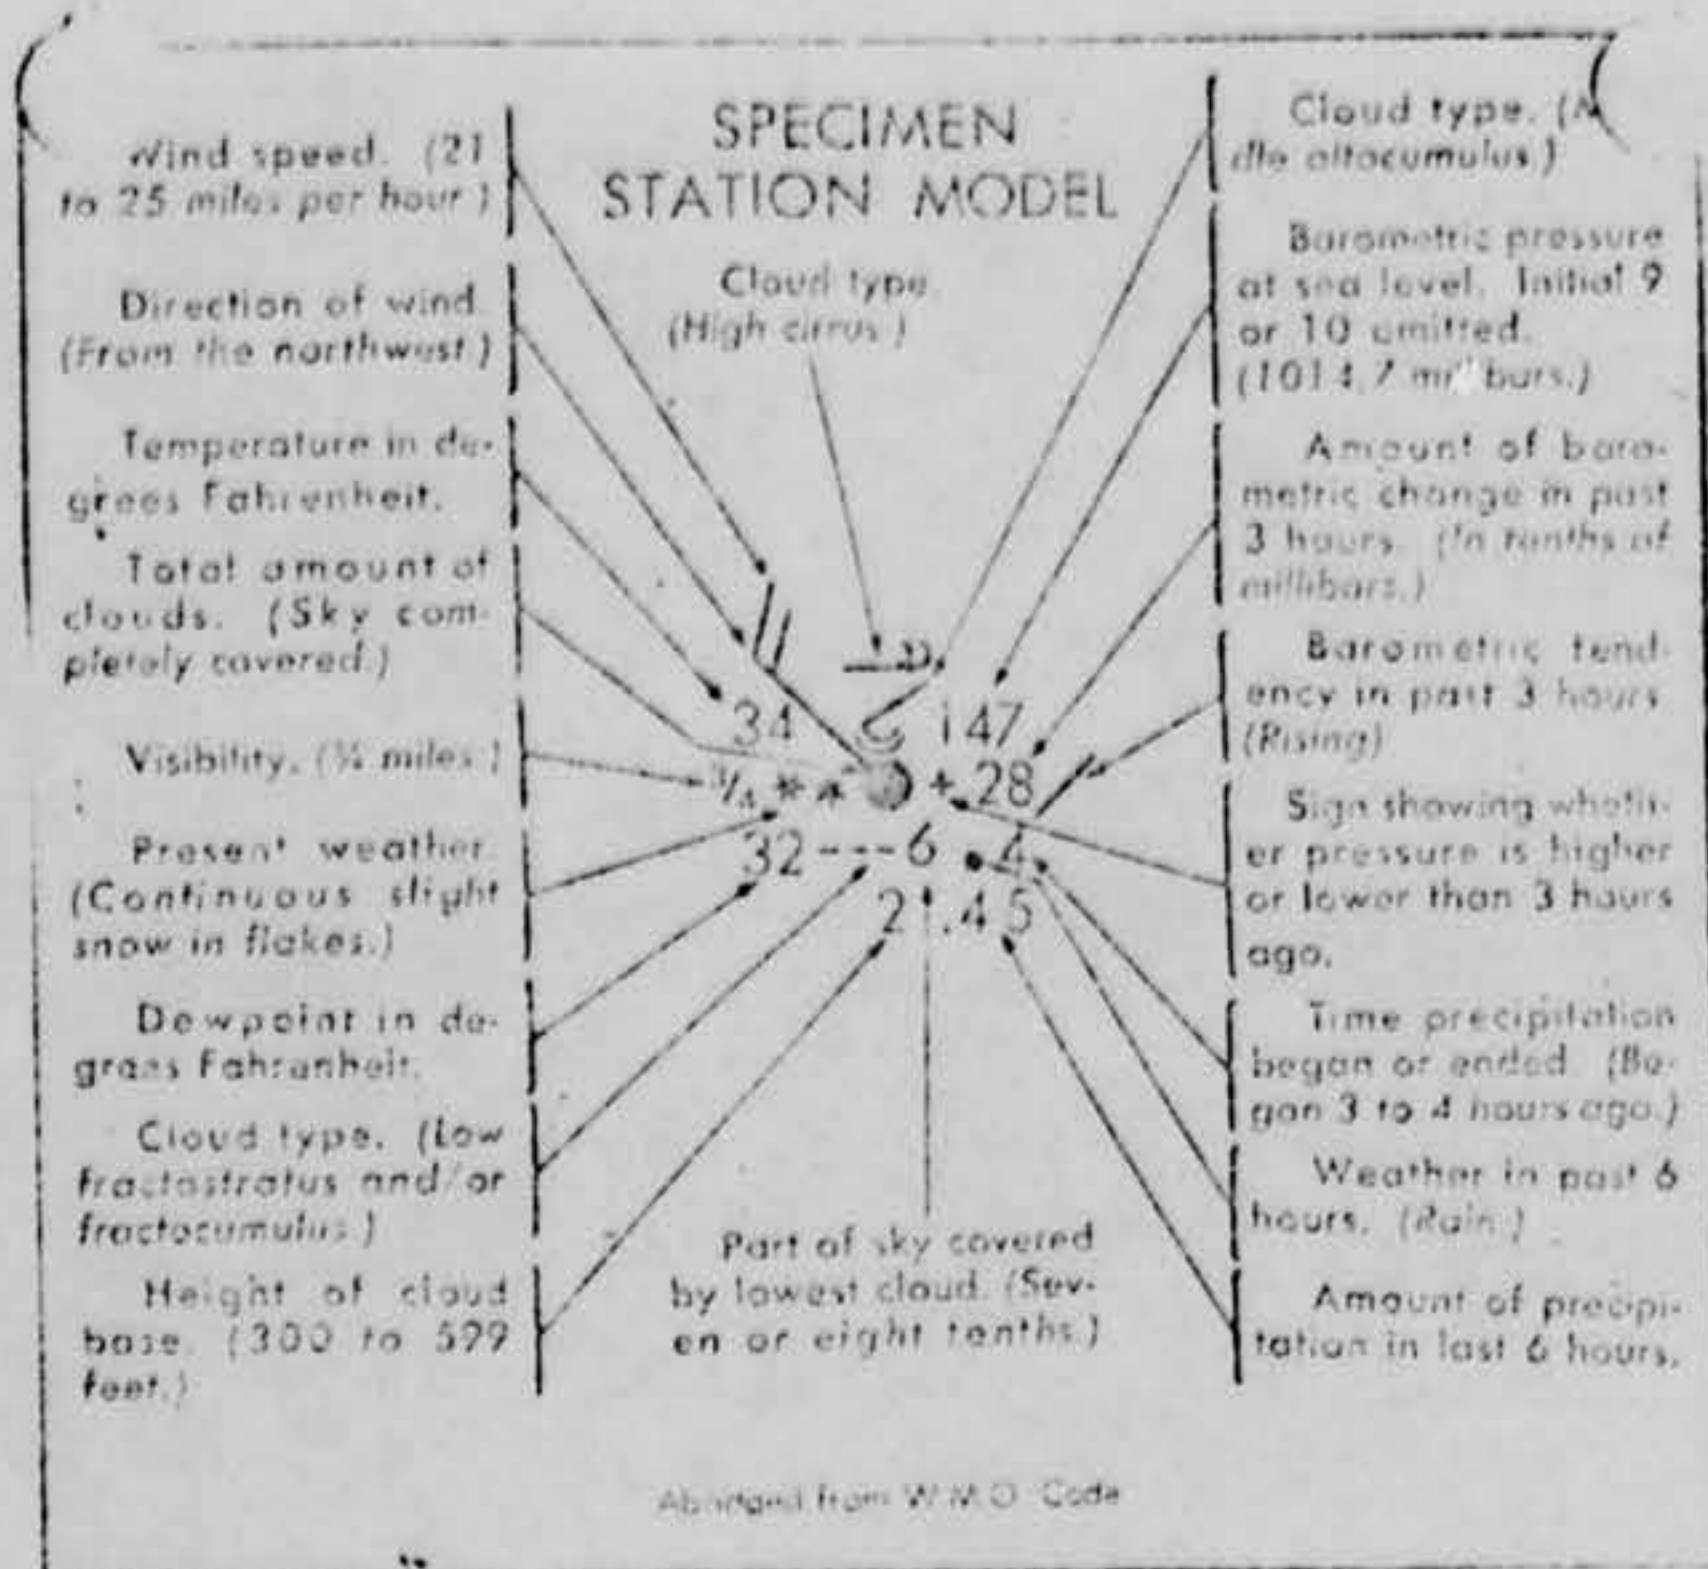 SPECIMEN
STATION MODEL
Wind speed. (21
to 25 miles per hour.)
Direction of wind.
(From the northwest.)
Temperature in de-
grees Fahrenheit.
Total amount of
clouds. (Sky com-
pletely covered.)
Visibility. (¾ miles.)
Present weather.
(Continuous slight
snow in flakes.)
Dewpoint in de-
grees Fahrenheit.
Cloud type. (Low
fractostratus and/or
fractocumulus.)
Height of cloud
base. (300 to 599
feet.)
Cloud type.
(High cirrus.)
34 147
¾ ** + 28
32 --- 6 . 4
2 .45
Part of sky covered
by lowest cloud. (Sev-
en or eight tenths.)
Cloud type.
dle altocumulus.)
Barometric pressure
at sea level. Initial 9
or 10 omitted.
(1014.7 millibars.)
Amount of baro-
metric change in past
3 hours. (In tenths of
millibars.)
Barometric tend-
ency in past 3 hours
(Rising)
Sign showing wheth-
er pressure is higher
or lower than 3 hours
ago.
Time precipitation
began or ended. (Be-
gan 3 to 4 hours ago.)
Weather in past 6
hours. (Rain.)
Amount of precipi-
tation in last 6 hours.
Abridged from W.M.O. Code